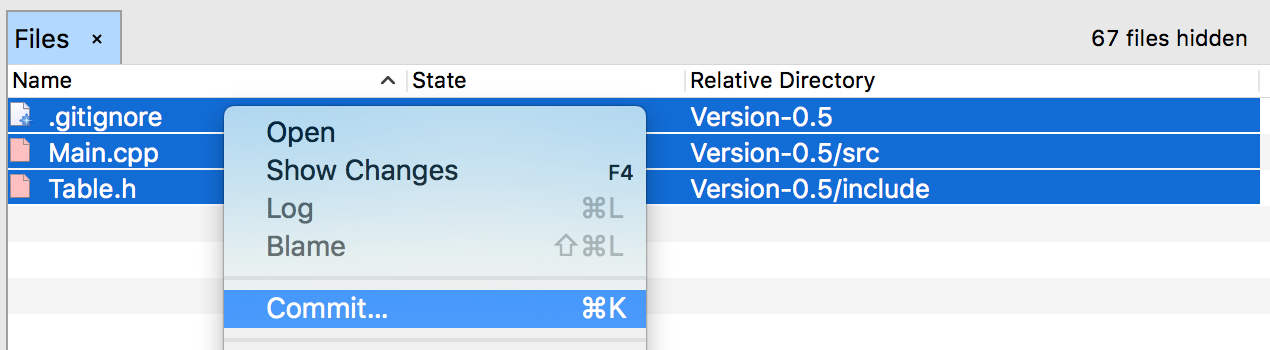 Files × 67 files hidden
Name State Relative Directory
.gitignore Version-0.5
Main.cpp Version-0.5/src
Table.h Version-0.5/include
Open
Show Changes F4
Log ⌘L
Blame ⇧⌘L
Commit... ⌘K